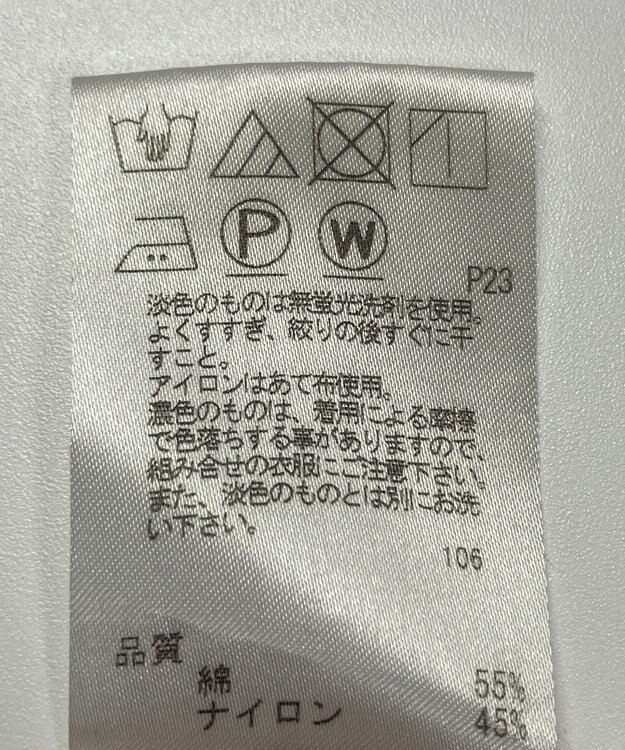 P
W
P23
淡色のものは無蛍光洗剤を使用。
よくすすぎ、絞りの後すぐに干
すこと。
アイロンはあて布使用。
濃色のものは、着用による摩擦
で色落ちする事がありますので、
組み合せの衣服にご注意下さい。
また、淡色のものとは別にお洗
い下さい。
106
品質
綿 55%
ナイロン 45%